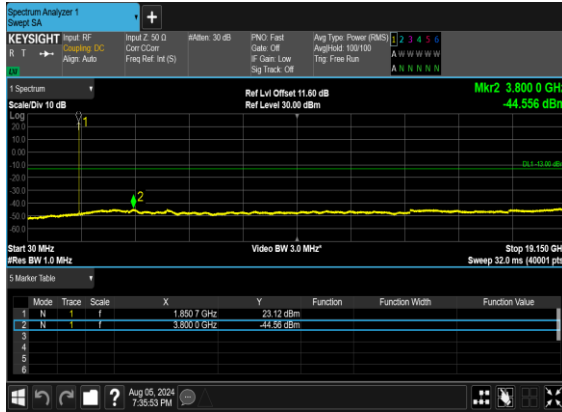 Spectrum Analyzer 1
Swept SA
+
KEYSIGHT Input: RF Input Z: 50 Ω #Atten: 30 dB PNO: Fast Avg Type: Power (RMS) 1 2 3 4 5 6
R T Coupling: DC Corr CCorr Gate: Off Avg|Hold: 100/100 A W W W W W
Align: Auto Freq Ref: Int (S) IF Gain: Low Trig: Free Run
Sig Track: Off A N N N N N
1 Spectrum
Ref Lvl Offset 11.60 dB Mkr2 3.800 0 GHz
Scale/Div 10 dB Ref Level 30.00 dBm -44.556 dBm
Log
20.0
10.0
0.00
-10.0
-20.0
-30.0
-40.0
-50.0
-60.0
1
2
DL1 -13.00 dBm
Start 30 MHz Video BW 3.0 MHz* Stop 19.150 GHz
#Res BW 1.0 MHz Sweep 32.0 ms (40001 pts)
5 Marker Table
Mode Trace Scale X Y Function Function Width Function Value
1 N 1 f 1.850 7 GHz 23.12 dBm
2 N 1 f 3.800 0 GHz -44.56 dBm
3
4
5
6
? Aug 05, 2024
7:35:53 PM